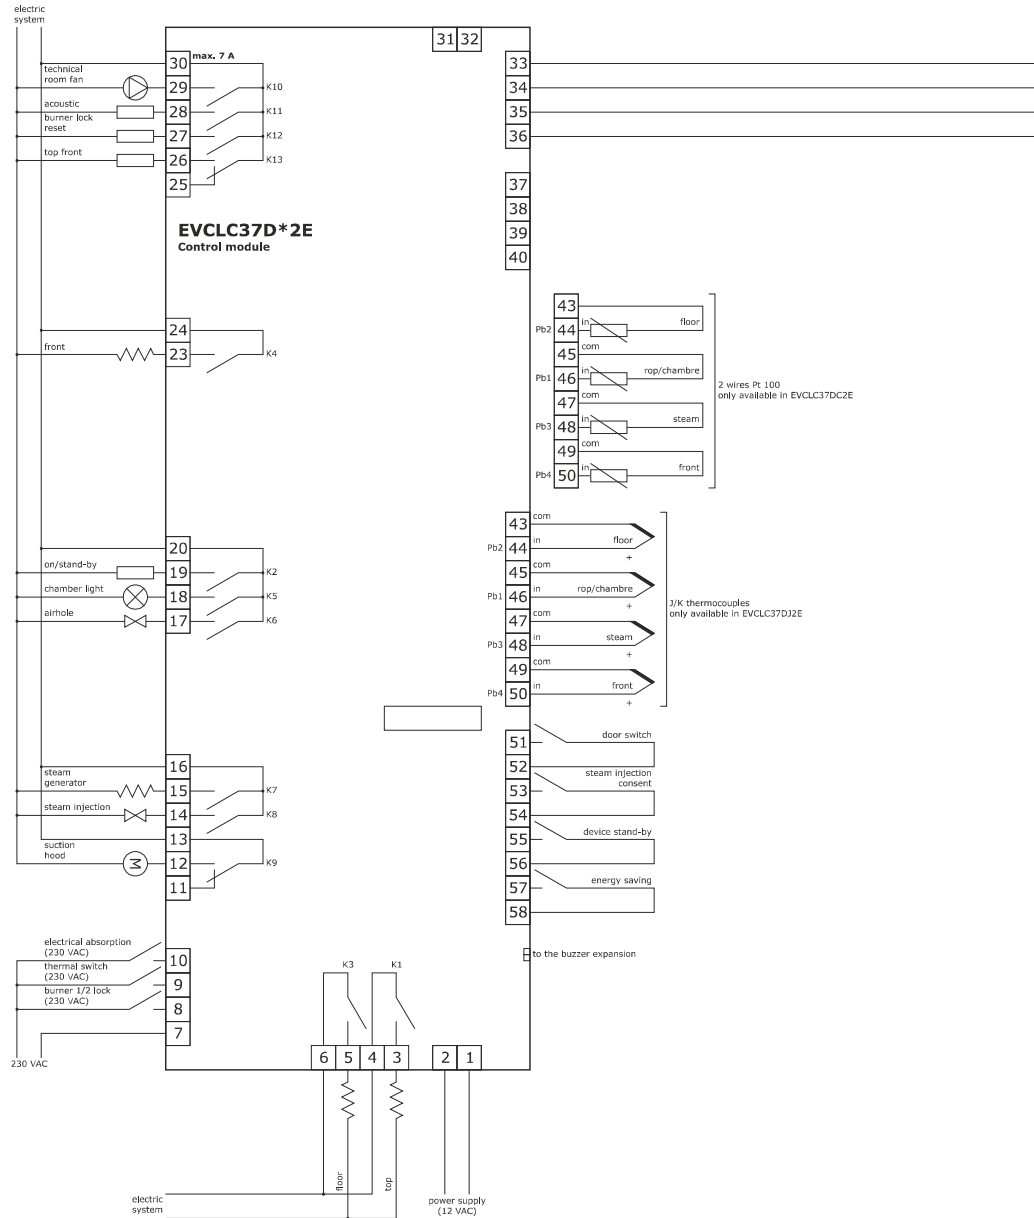 electric
system
31 32
30 max. 7 A
33
technical
room fan
29 K10
34
acoustic
28 K11
35
burner lock
reset
27 K12
36
top front
26 K13
25
37
38
39
40
EVCLC37D*2E
Control module
43
24
Pb2 44 in floor
front
23 K4
45 com
Pb1 46 in rop/chambre
47 com
Pb3 48 in steam
49 com
Pb4 50 in front
2 wires Pt 100
only available in EVCLC37DC2E
43 com
20
Pb2 44 in floor +
on/stand-by
19 K2
45 com
chamber light
18 K5
Pb1 46 in rop/chambre +
airhole
17 K6
47 com
Pb3 48 in steam +
49 com
Pb4 50 in front +
J/K thermocouples
only available in EVCLC37DJ2E
51 door switch
52
16
steam
generator
15 K7
53 steam injection
consent
steam injection
14 K8
54
13
55 device stand-by
suction
hood
M 12 K9
56
11
57 energy saving
58
electrical absorption
(230 VAC)
10
to the buzzer expansion
thermal switch
(230 VAC)
9
burner 1/2 lock
(230 VAC)
8
7
230 VAC
K3 K1
6 5 4 3 2 1
floor
top
electric
system
power supply
(12 VAC)